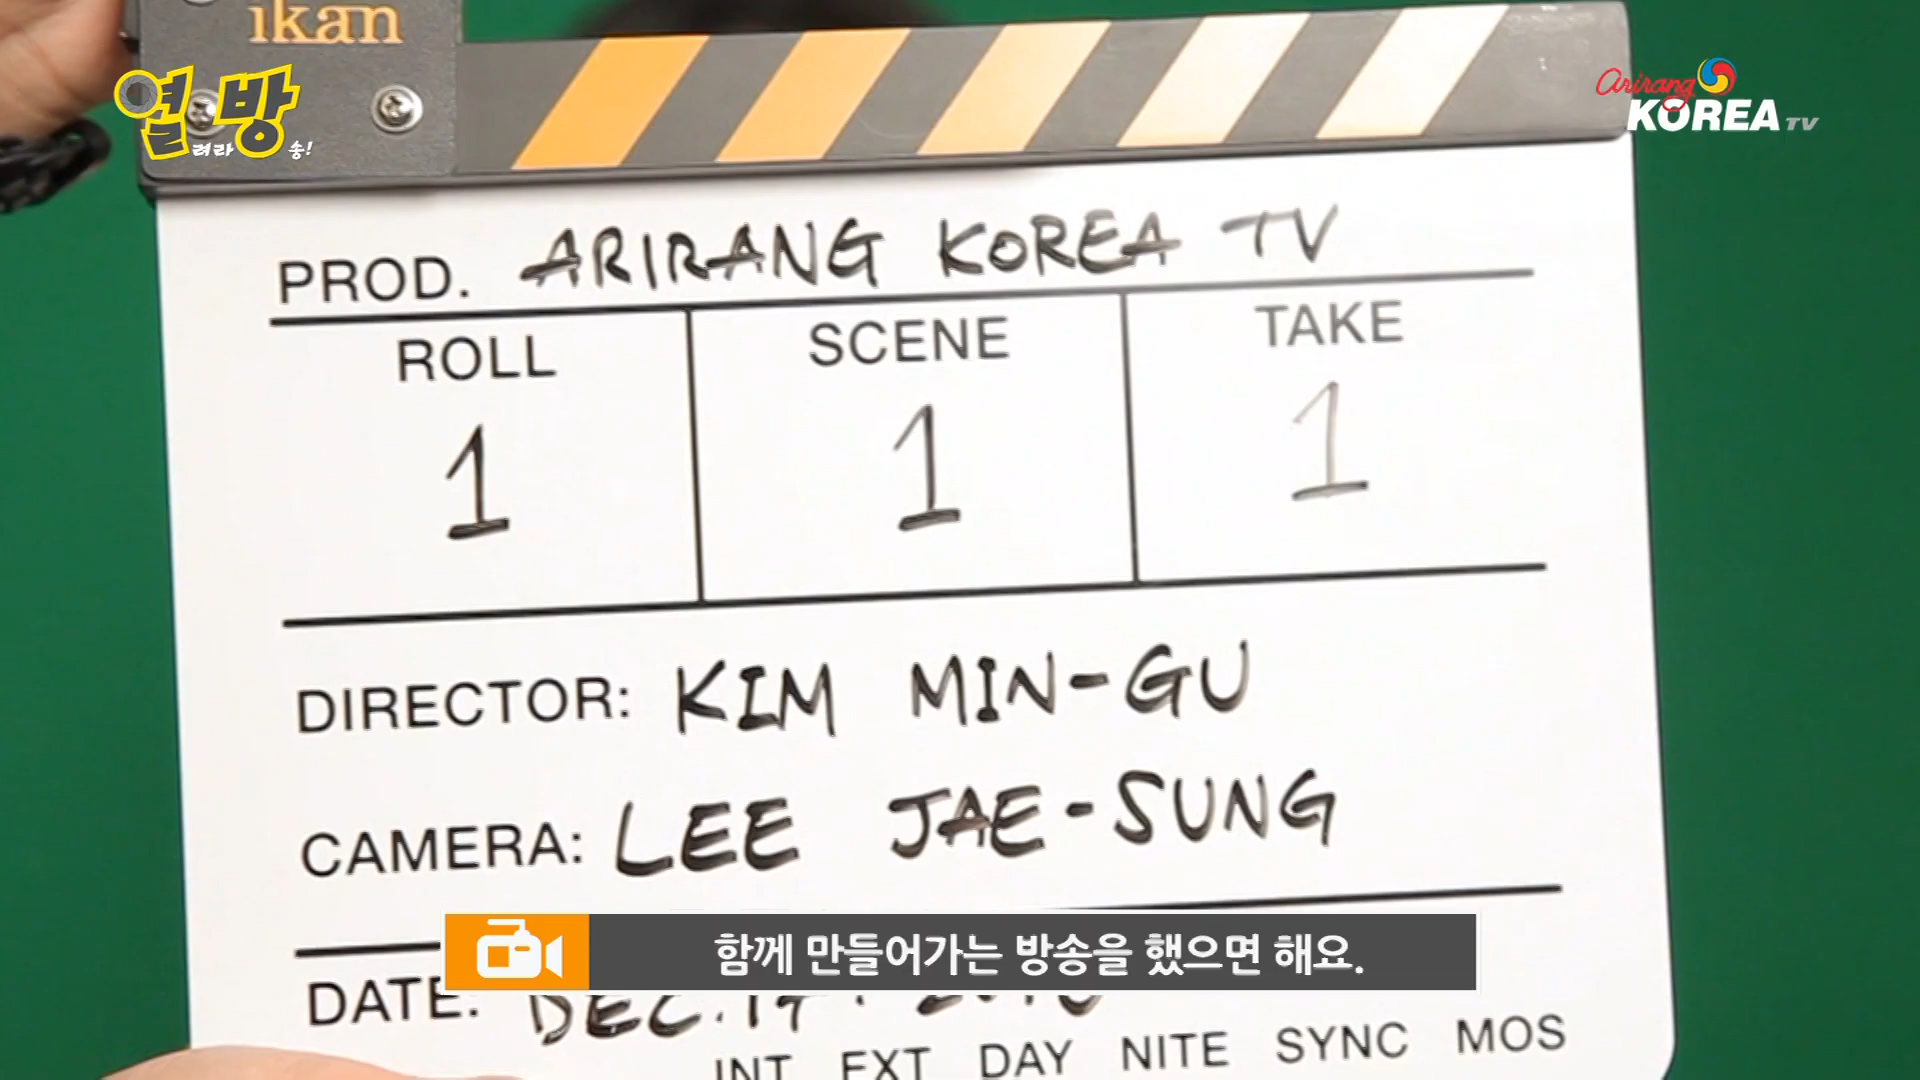 ikan
열려라 방송!
Arirang
KOREA TV
PROD. ARIRANG KOREA TV
ROLL SCENE TAKE
1 1 1
DIRECTOR: KIM MIN-GU
CAMERA: LEE JAE-SUNG
함께 만들어가는 방송을 했으면 해요.
DATE: DEC.
INT EXT DAY NITE SYNC MOS